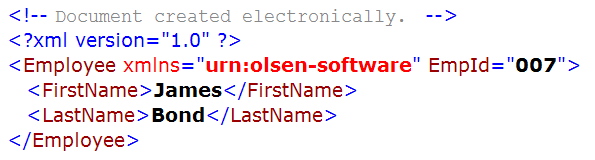 <!-- Document created electronically.  -->
<?xml version="1.0" ?>
<Employee xmlns="urn:olsen-software" EmpId="007">
  <FirstName>James</FirstName>
  <LastName>Bond</LastName>
</Employee>